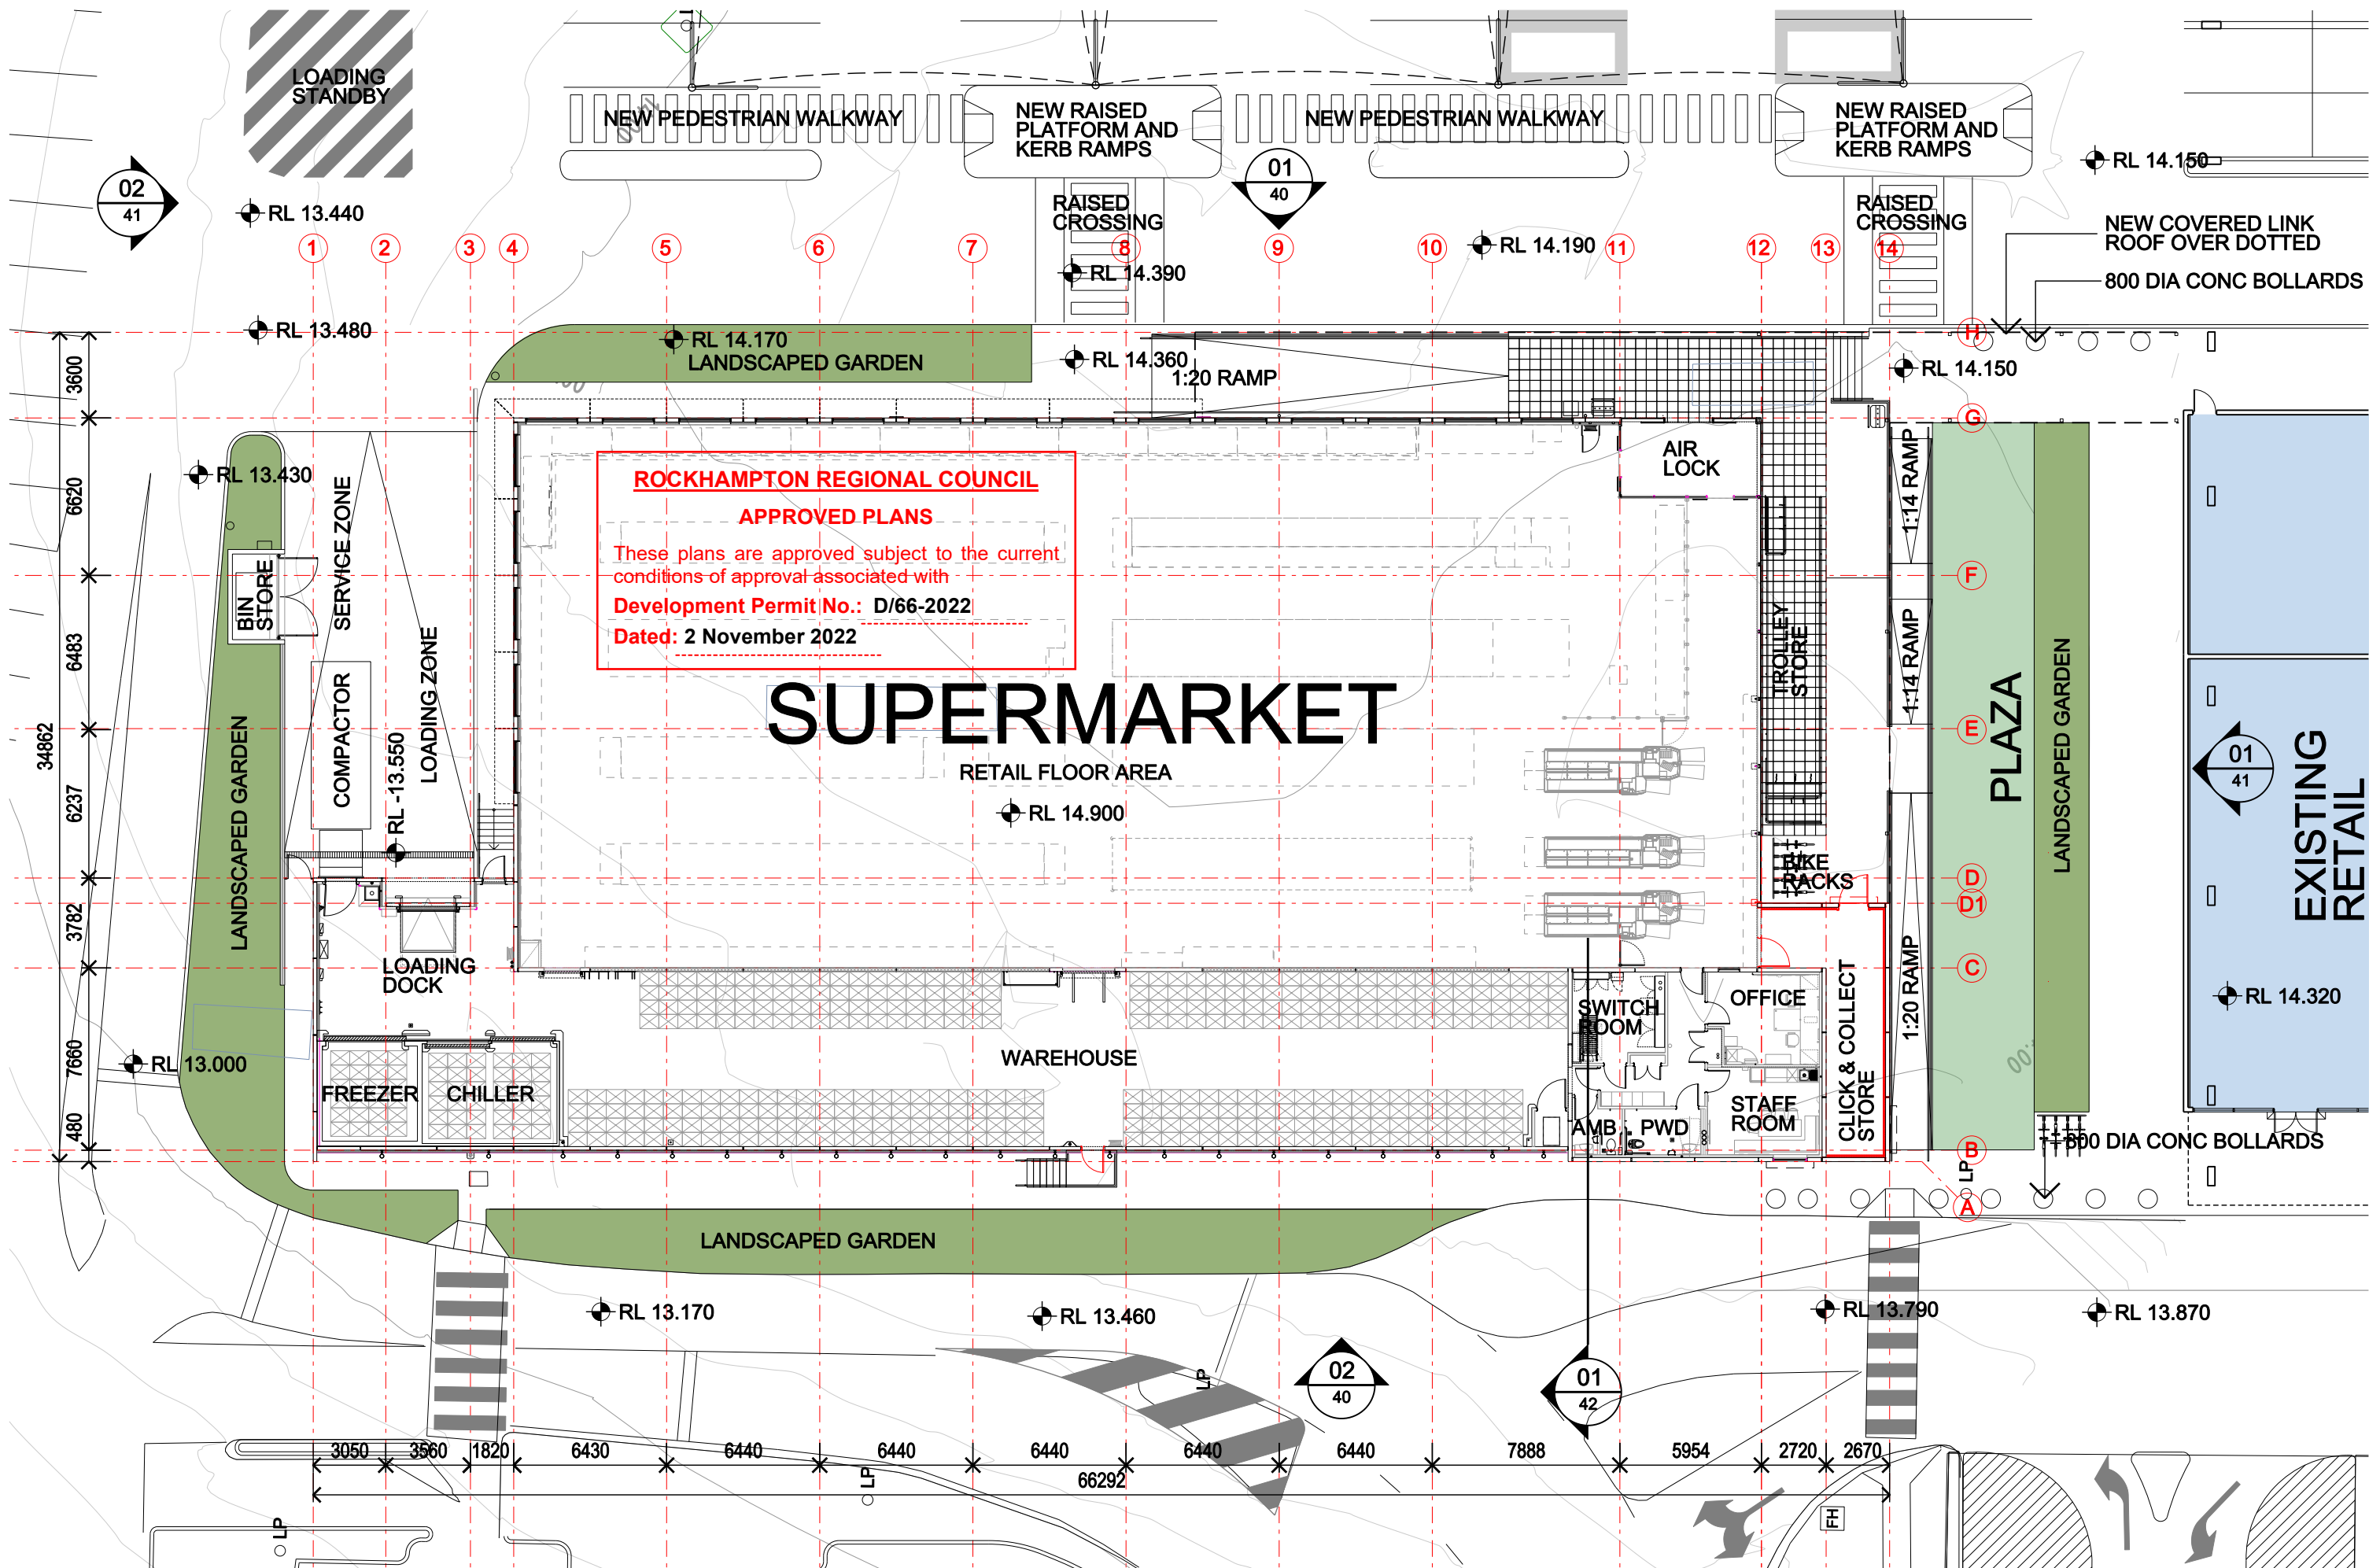 LOADING
STANDBY
NEW PEDESTRIAN WALKWAY
NEW RAISED
PLATFORM AND
KERB RAMPS
NEW PEDESTRIAN WALKWAY
NEW RAISED
PLATFORM AND
KERB RAMPS
RL 14.150
02
41
01
40
RL 13.440
RAISED
CROSSING
RAISED
CROSSING
NEW COVERED LINK
ROOF OVER DOTTED
1
2
3
4
5
6
7
8
9
10
11
12
13
14
RL 14.190
RL 14.390
800 DIA CONC BOLLARDS
RL 13.480
RL 14.170
LANDSCAPED GARDEN
RL 14.360
1:20 RAMP
H
RL 14.150
G
3600
6620
6483
6237
3782
7660
480
34862
RL 13.430
SERVICE ZONE
BIN
STORE
COMPACTOR
LOADING ZONE
RL -13.550
LANDSCAPED GARDEN
ROCKHAMPTON REGIONAL COUNCIL
APPROVED PLANS
These plans are approved subject to the current
conditions of approval associated with
Development Permit No.: D/66-2022
Dated: 2 November 2022
AIR
LOCK
1:14 RAMP
F
TROLLEY
STORE
1:14 RAMP
SUPERMARKET
RETAIL FLOOR AREA
RL 14.900
E
PLAZA
LANDSCAPED GARDEN
01
41
EXISTING
RETAIL
BIKE
RACKS
D
D1
C
LOADING
DOCK
SWITCH
ROOM
OFFICE
CLICK & COLLECT
STORE
1:20 RAMP
RL 14.320
00
RL 13.000
FREEZER
CHILLER
WAREHOUSE
AMB
PWD
STAFF
ROOM
B
800 DIA CONC BOLLARDS
LP
A
LANDSCAPED GARDEN
RL 13.170
RL 13.460
RL 13.790
RL 13.870
LP
02
40
01
42
3050
3560
1820
6430
6440
6440
6440
6440
6440
7888
5954
2720
2670
66292
LP
LP
FH